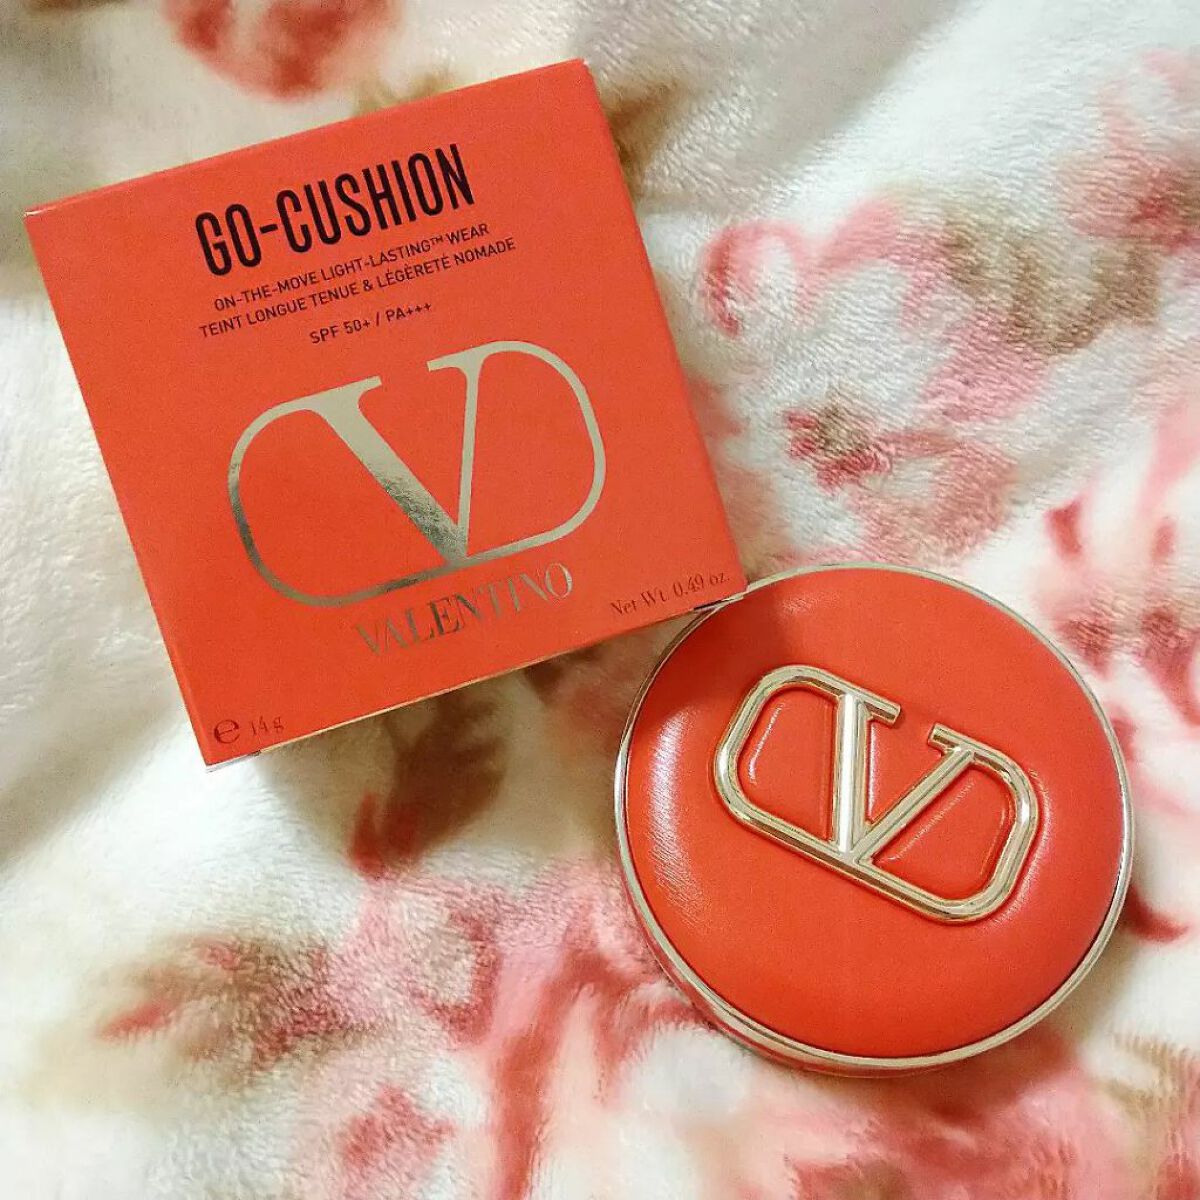 GO-CUSHION
ON-THE-MOVE LIGHT-LASTING™ WEAR
TEINT LONGUE TENUE & LÉGÈRETÉ NOMADE
SPF 50+ / PA+++
V
VALENTINO
Net Wt. 0.49 oz.
℮ 14 g
V